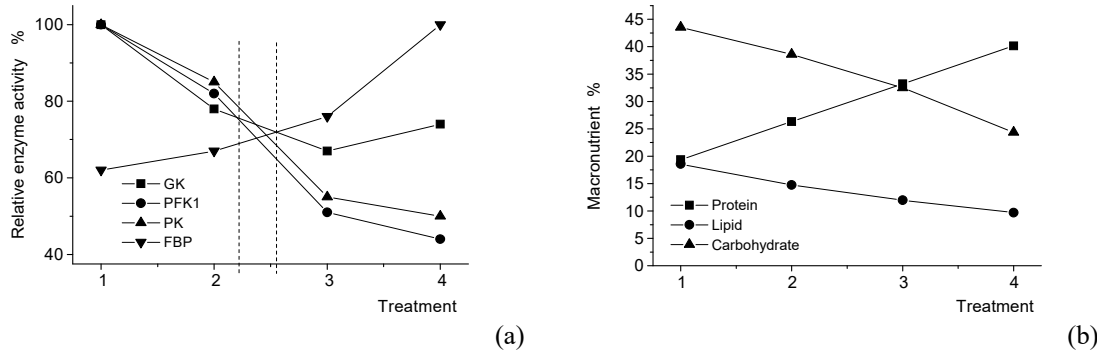 Relative enzyme activity %
100
80
60
40
GK
PFK1
PK
FBP
1 2 3 4
Treatment
(a)
Macronutrient %
45
40
35
30
25
20
15
10
5
0
Protein
Lipid
Carbohydrate
1 2 3 4
Treatment
(b)